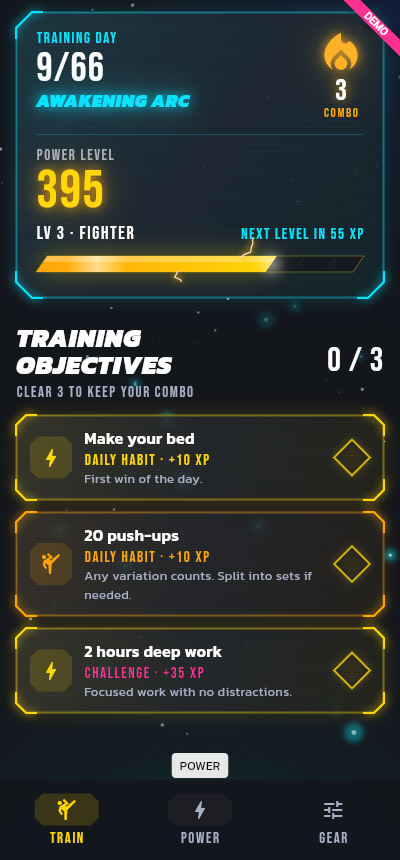 DEMO
TRAINING DAY
9/66
AWAKENING ARC
3
COMBO
POWER LEVEL
395
LV 3 · FIGHTER
NEXT LEVEL IN 55 XP
TRAINING
OBJECTIVES
0 / 3
CLEAR 3 TO KEEP YOUR COMBO
Make your bed
DAILY HABIT · +10 XP
First win of the day.
20 push-ups
DAILY HABIT · +10 XP
Any variation counts. Split into sets if
needed.
2 hours deep work
CHALLENGE · +35 XP
Focused work with no distractions.
POWER
TRAIN
POWER
GEAR